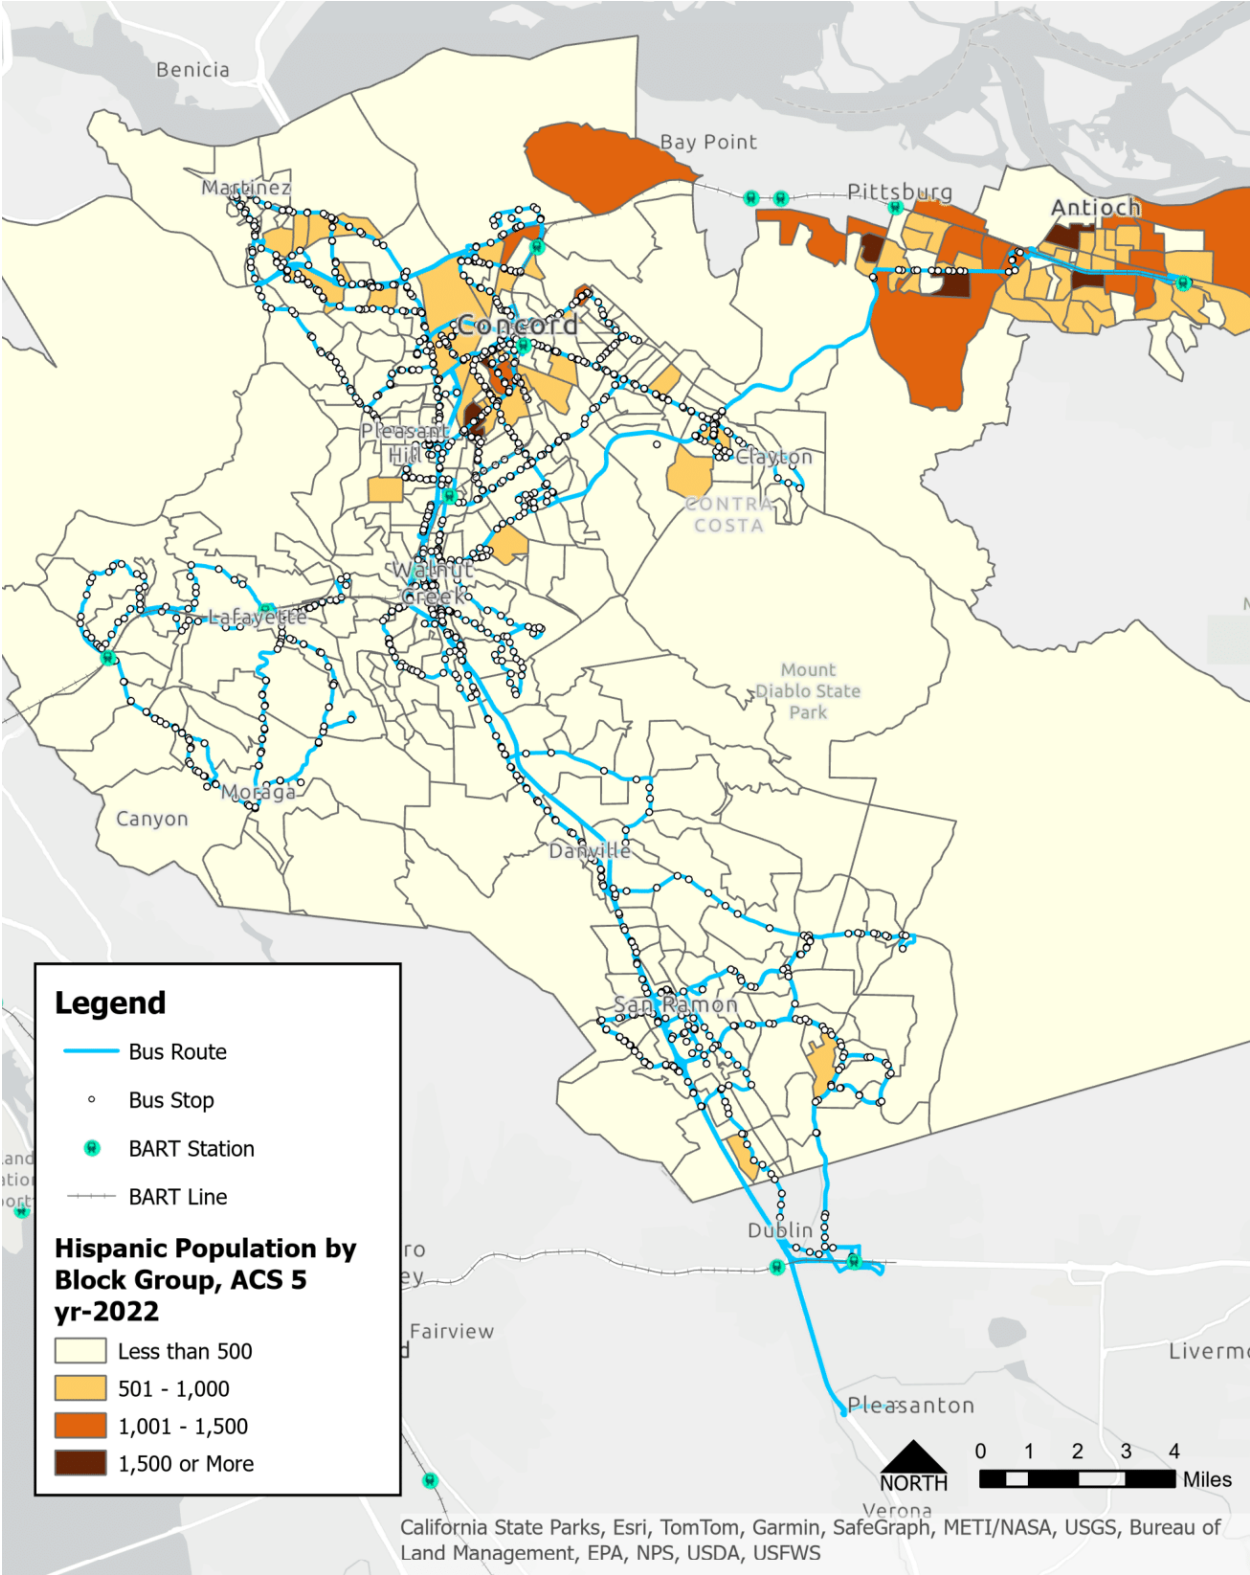 Benicia
Bay Point
Martinez
Pittsburg
Antioch
Concord
Pleasant
Hill
Clayton
CONTRA
COSTA
Walnut
Creek
Lafayette
Mount
Diablo State
Park
Moraga
Canyon
Danville
San Ramon
Legend
Bus Route
Bus Stop
BART Station
BART Line
Hispanic Population by
Block Group, ACS 5
yr-2022
Less than 500
501 - 1,000
1,001 - 1,500
1,500 or More
Dublin
ro
ey
Fairview
d
Livermo
Pleasanton
0 1 2 3 4
Miles
NORTH
Verona
California State Parks, Esri, TomTom, Garmin, SafeGraph, METI/NASA, USGS, Bureau of
Land Management, EPA, NPS, USDA, USFWS